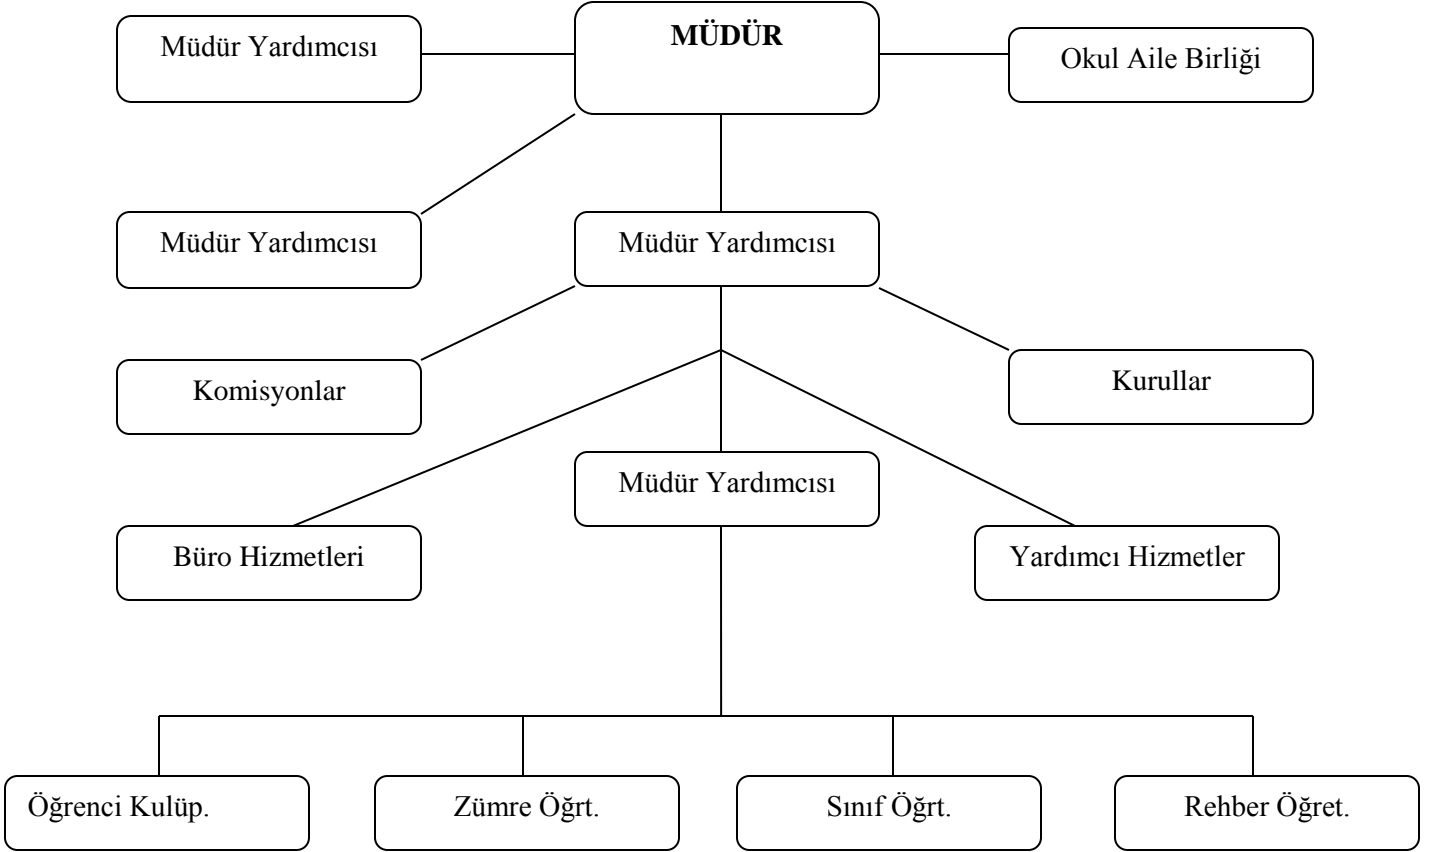 Müdür Yardımcısı
MÜDÜR
Okul Aile Birliği
Müdür Yardımcısı
Müdür Yardımcısı
Komisyonlar
Kurullar
Müdür Yardımcısı
Büro Hizmetleri
Yardımcı Hizmetler
Öğrenci Kulüp.
Zümre Öğrt.
Sınıf Öğrt.
Rehber Öğret.